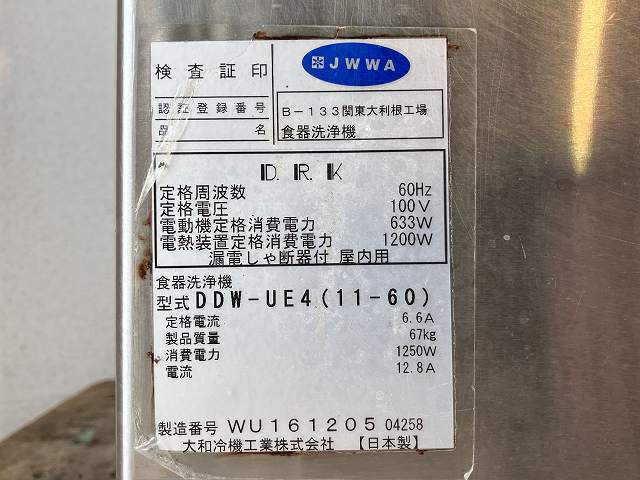 検査証印
JWWA
認証登録番号
B-133関東大利根工場
品名
食器洗浄機
D.R.K
定格周波数 60Hz
定格電圧 100V
電動機定格消費電力 633W
電熱装置定格消費電力 1200W
漏電しゃ断器付 屋内用
食器洗浄機
型式 DDW-UE4(11-60)
定格電流 6.6A
製品質量 67kg
消費電力 1250W
電流 12.8A
製造番号 WU161205 04258
大和冷機工業株式会社 【日本製】